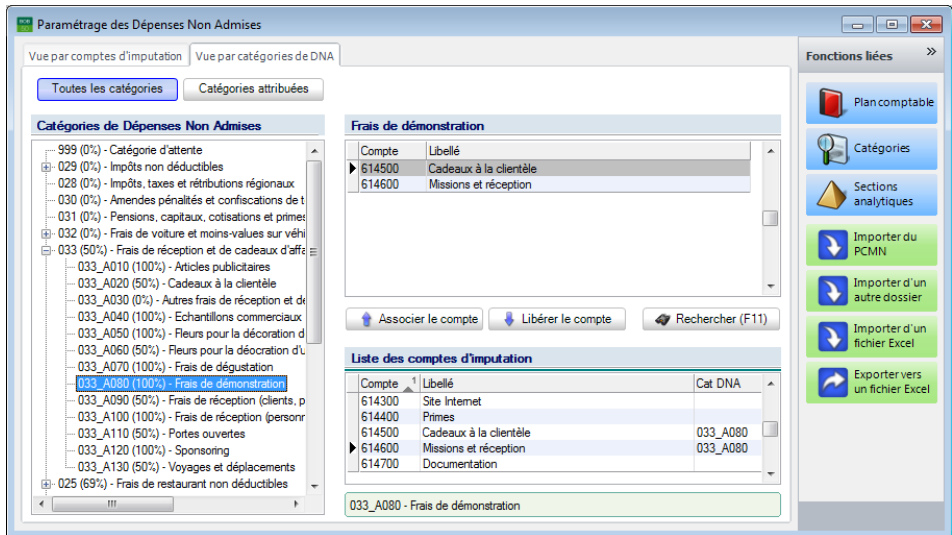 Paramétrage des Dépenses Non Admises
Vue par comptes d'imputation
Vue par catégories de DNA
Toutes les catégories
Catégories attribuées
Catégories de Dépenses Non Admises
999 (0%) - Catégorie d'attente
029 (0%) - Impôts non déductibles
028 (0%) - Impôts, taxes et rétributions régionaux
030 (0%) - Amendes pénalités et confiscations de t
031 (0%) - Pensions, capitaux, cotisations et primes
032 (0%) - Frais de voiture et moins-values sur véhi
033 (50%) - Frais de réception et de cadeaux d'affa
033_A010 (100%) - Articles publicitaires
033_A020 (50%) - Cadeaux à la clientèle
033_A030 (0%) - Autres frais de réception et de
033_A040 (100%) - Echantillons commerciaux
033_A050 (100%) - Fleurs pour la décoration d
033_A060 (50%) - Fleurs pour la déocration d'u
033_A070 (100%) - Frais de dégustation
033_A080 (100%) - Frais de démonstration
033_A090 (50%) - Frais de réception (clients, p
033_A100 (100%) - Frais de réception (personn
033_A110 (50%) - Portes ouvertes
033_A120 (100%) - Sponsoring
033_A130 (50%) - Voyages et déplacements
025 (69%) - Frais de restaurant non déductibles
Frais de démonstration
Compte Libellé
614500 Cadeaux à la clientèle
614600 Missions et réception
Associer le compte
Libérer le compte
Rechercher (F11)
Liste des comptes d'imputation
Compte 1 Libellé Cat DNA
614300 Site Internet
614400 Primes
614500 Cadeaux à la clientèle 033_A080
614600 Missions et réception 033_A080
614700 Documentation
033_A080 - Frais de démonstration
Fonctions liées »
Plan comptable
Catégories
Sections
analytiques
Importer du
PCMN
Importer d'un
autre dossier
Importer d'un
fichier Excel
Exporter vers
un fichier Excel